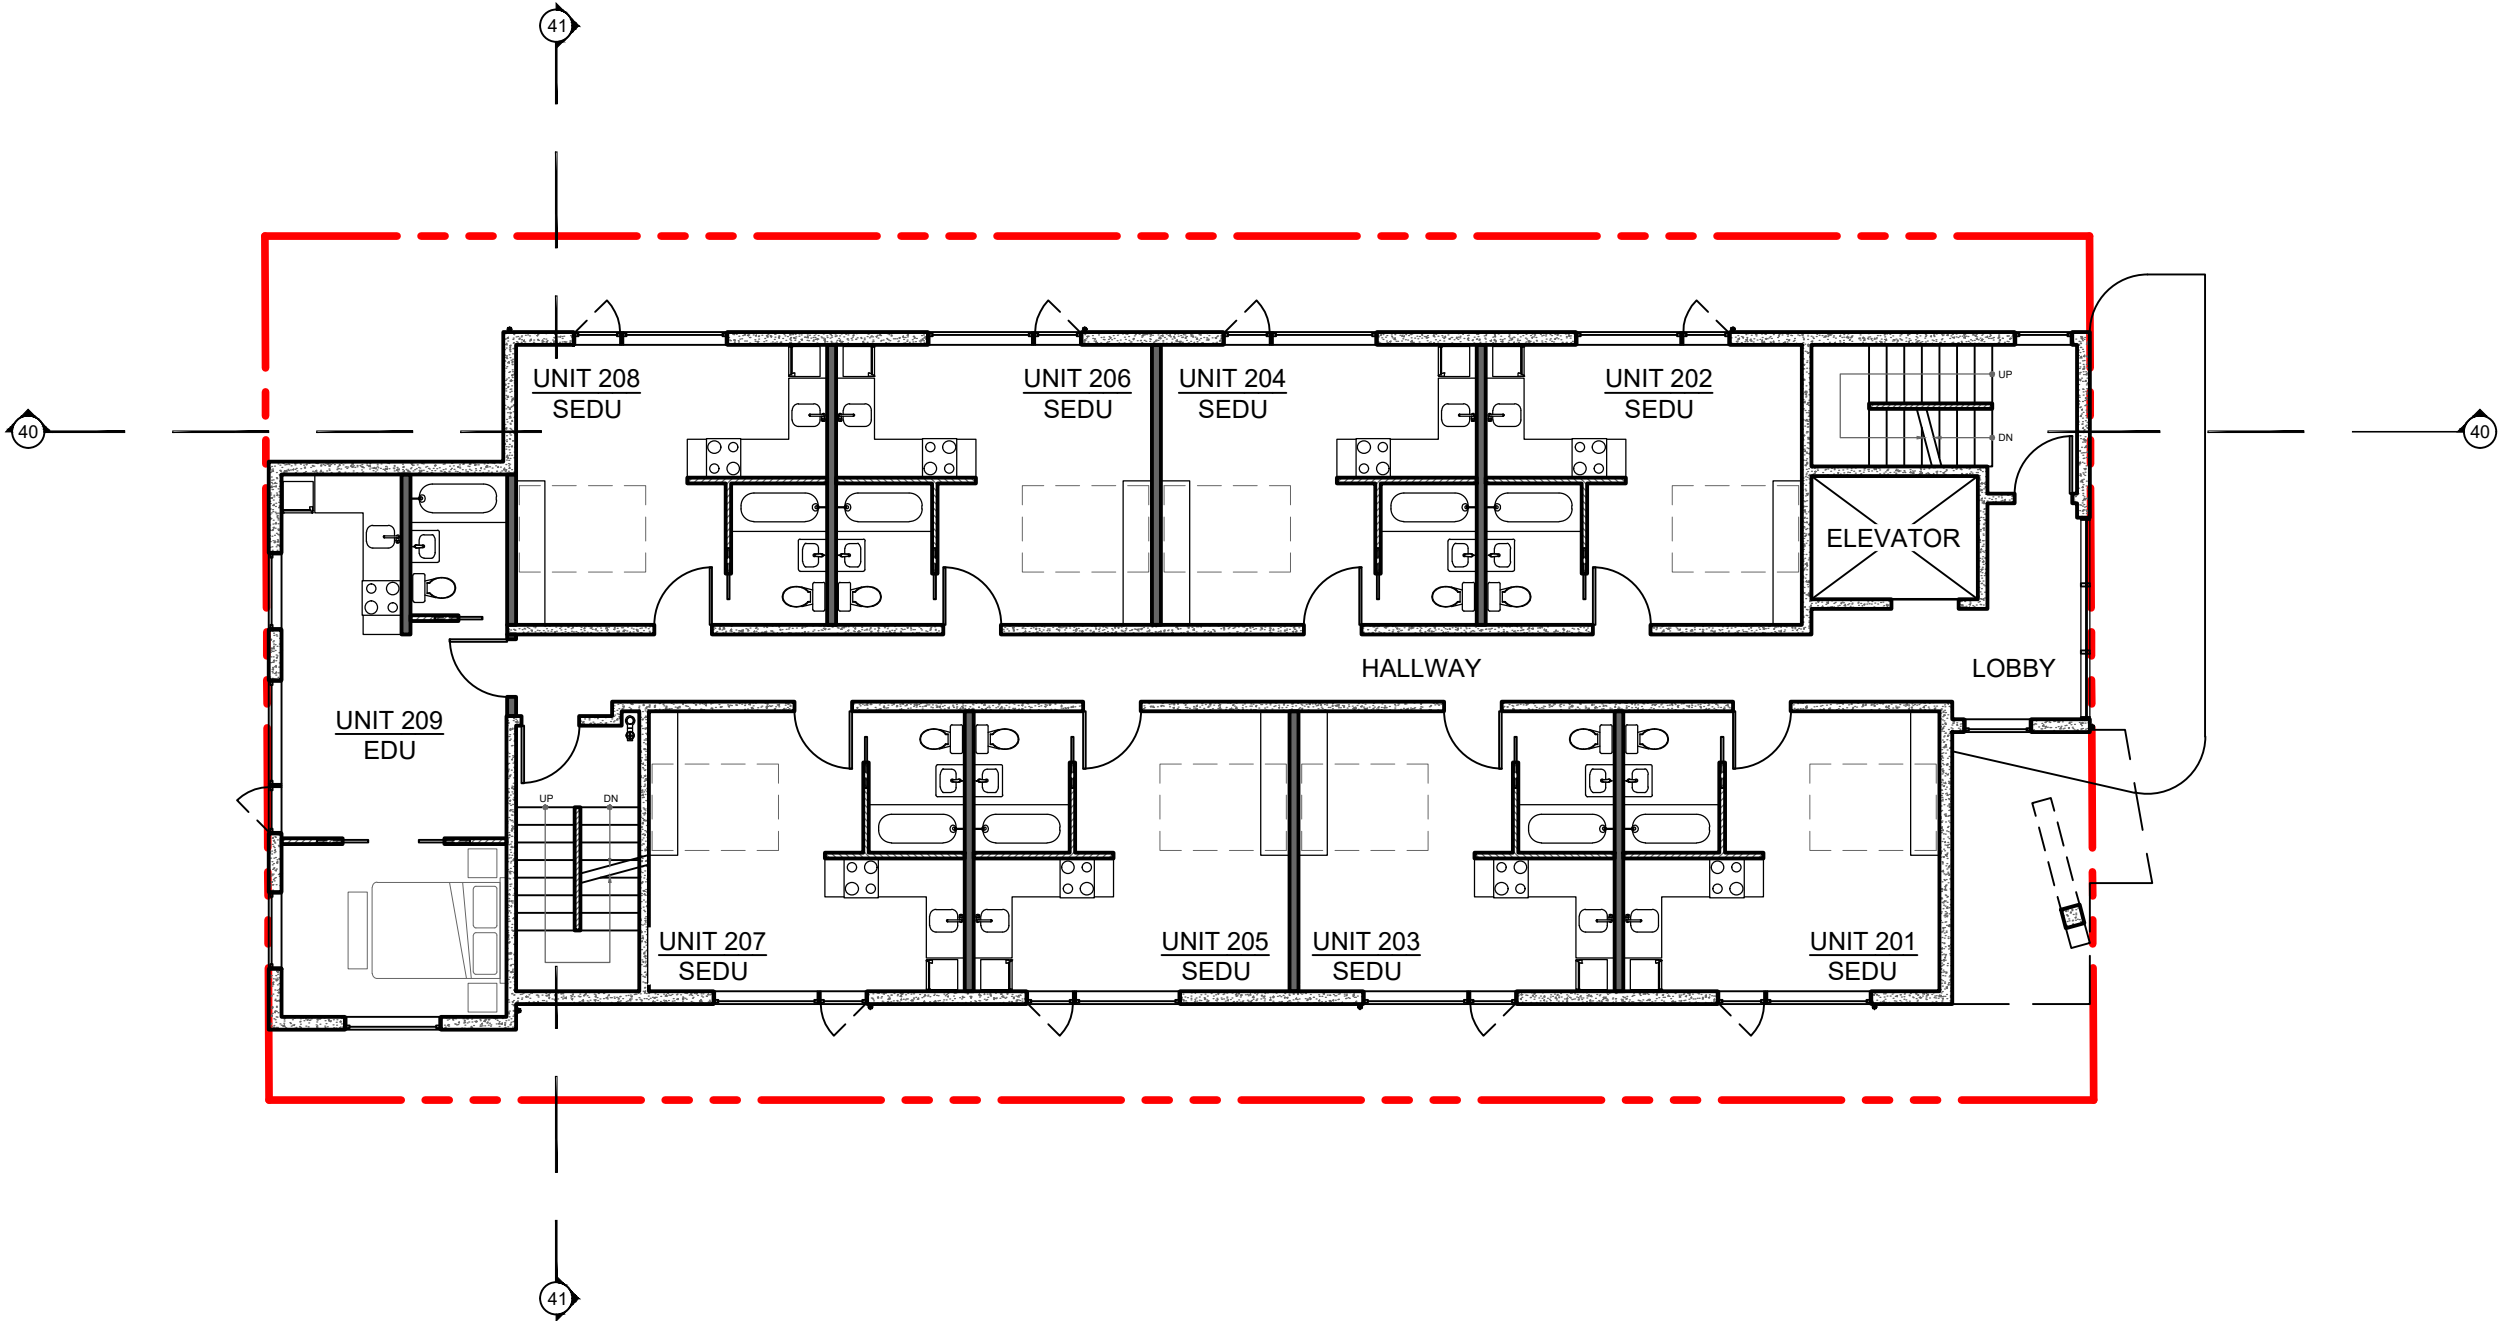 41
UNIT 208
SEDU
UNIT 206
SEDU
UNIT 204
SEDU
UNIT 202
SEDU
UP
DN
40
40
ELEVATOR
HALLWAY
LOBBY
UNIT 209
EDU
UP
DN
UNIT 207
SEDU
UNIT 205
SEDU
UNIT 203
SEDU
UNIT 201
SEDU
41